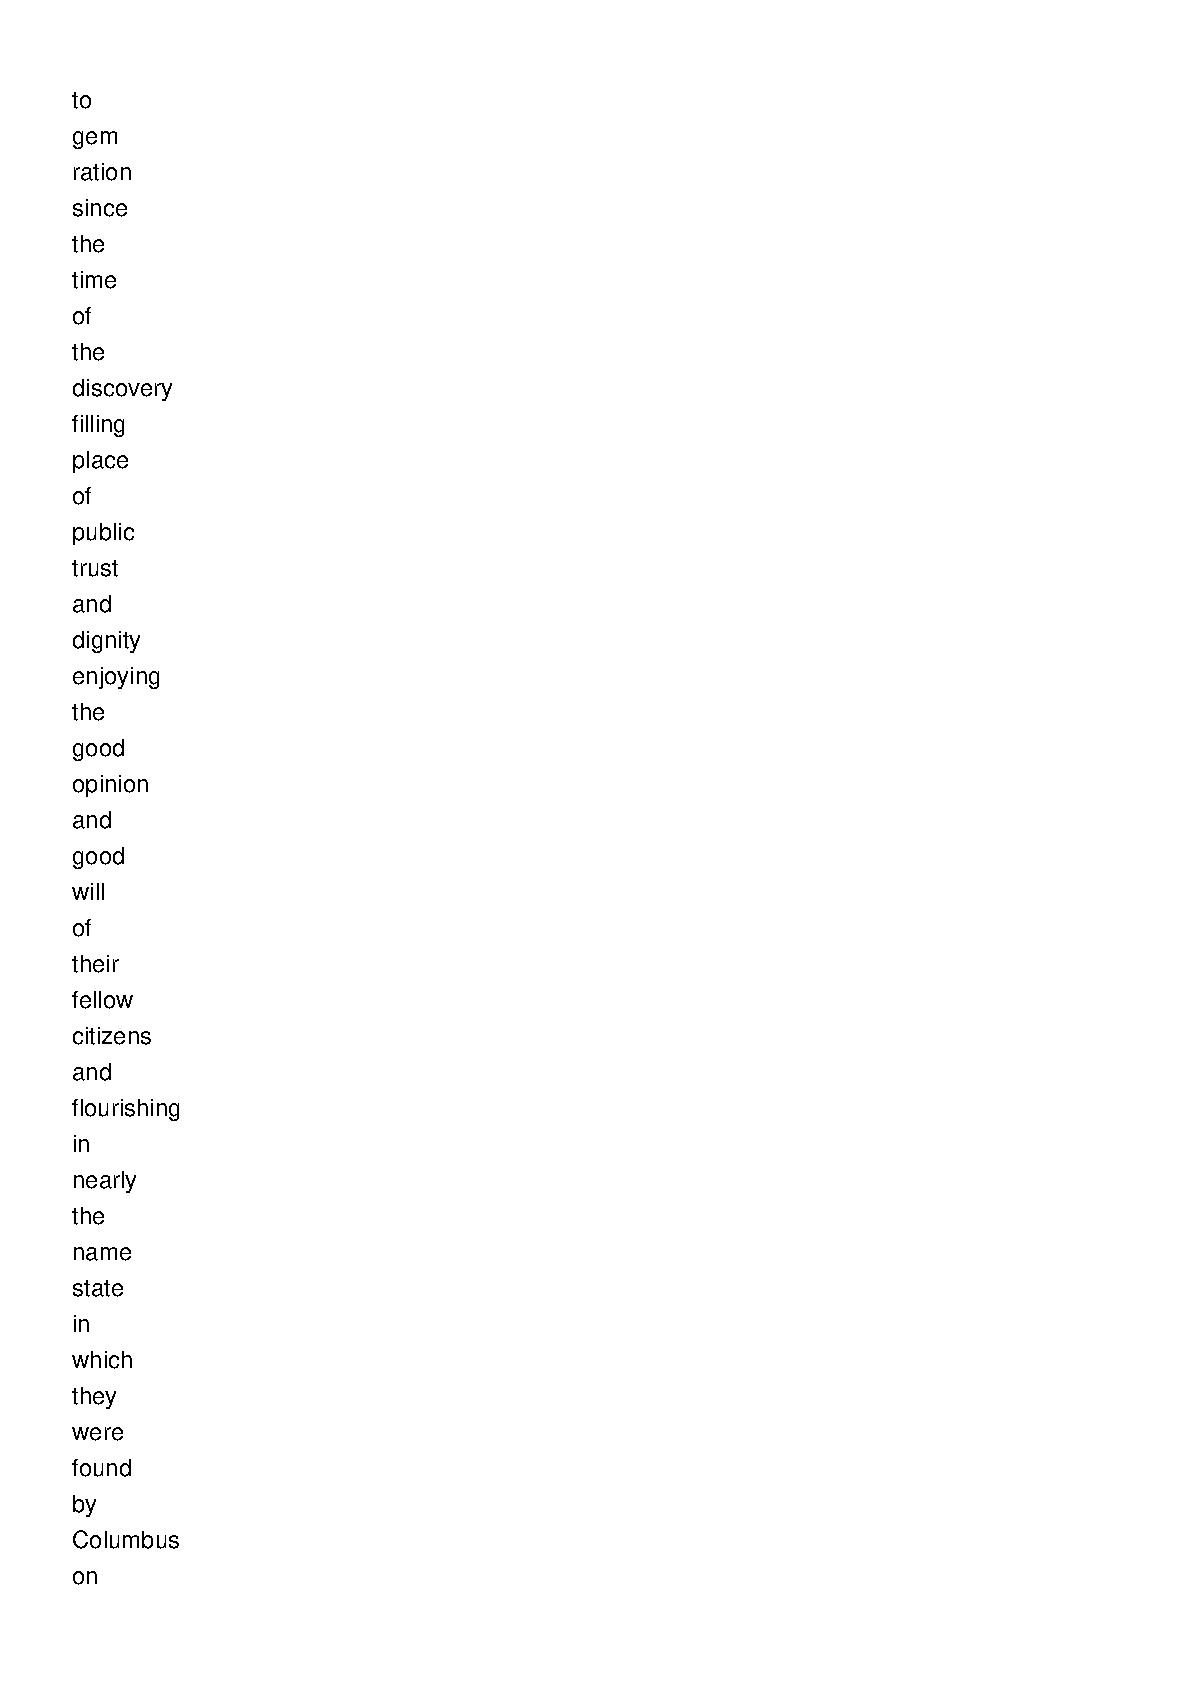 to
gem
ration
since
the
time
of
the
discovery
filling
place
of
public
trust
and
dignity
enjoying
the
good
opinion
and
good
will
of
their
fellow
citizens
and
flourishing
in
nearly
the
name
state
in
which
they
were
found
by
Columbus
on